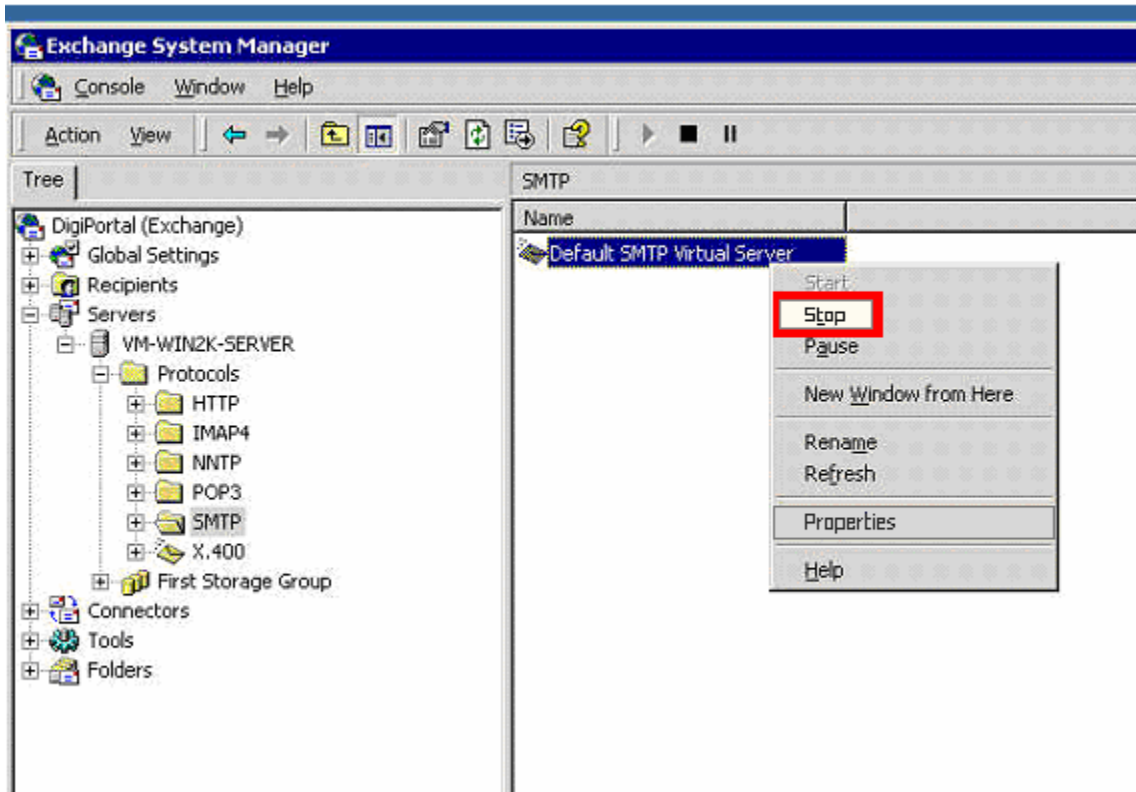 Exchange System Manager
Console Window Help
Action View
Tree
SMTP
DigiPortal (Exchange)
Global Settings
Recipients
Servers
VM-WIN2K-SERVER
Protocols
HTTP
IMAP4
NNTP
POP3
SMTP
X.400
First Storage Group
Connectors
Tools
Folders
Name
Default SMTP Virtual Server
Start
Stop
Pause
New Window from Here
Rename
Refresh
Properties
Help